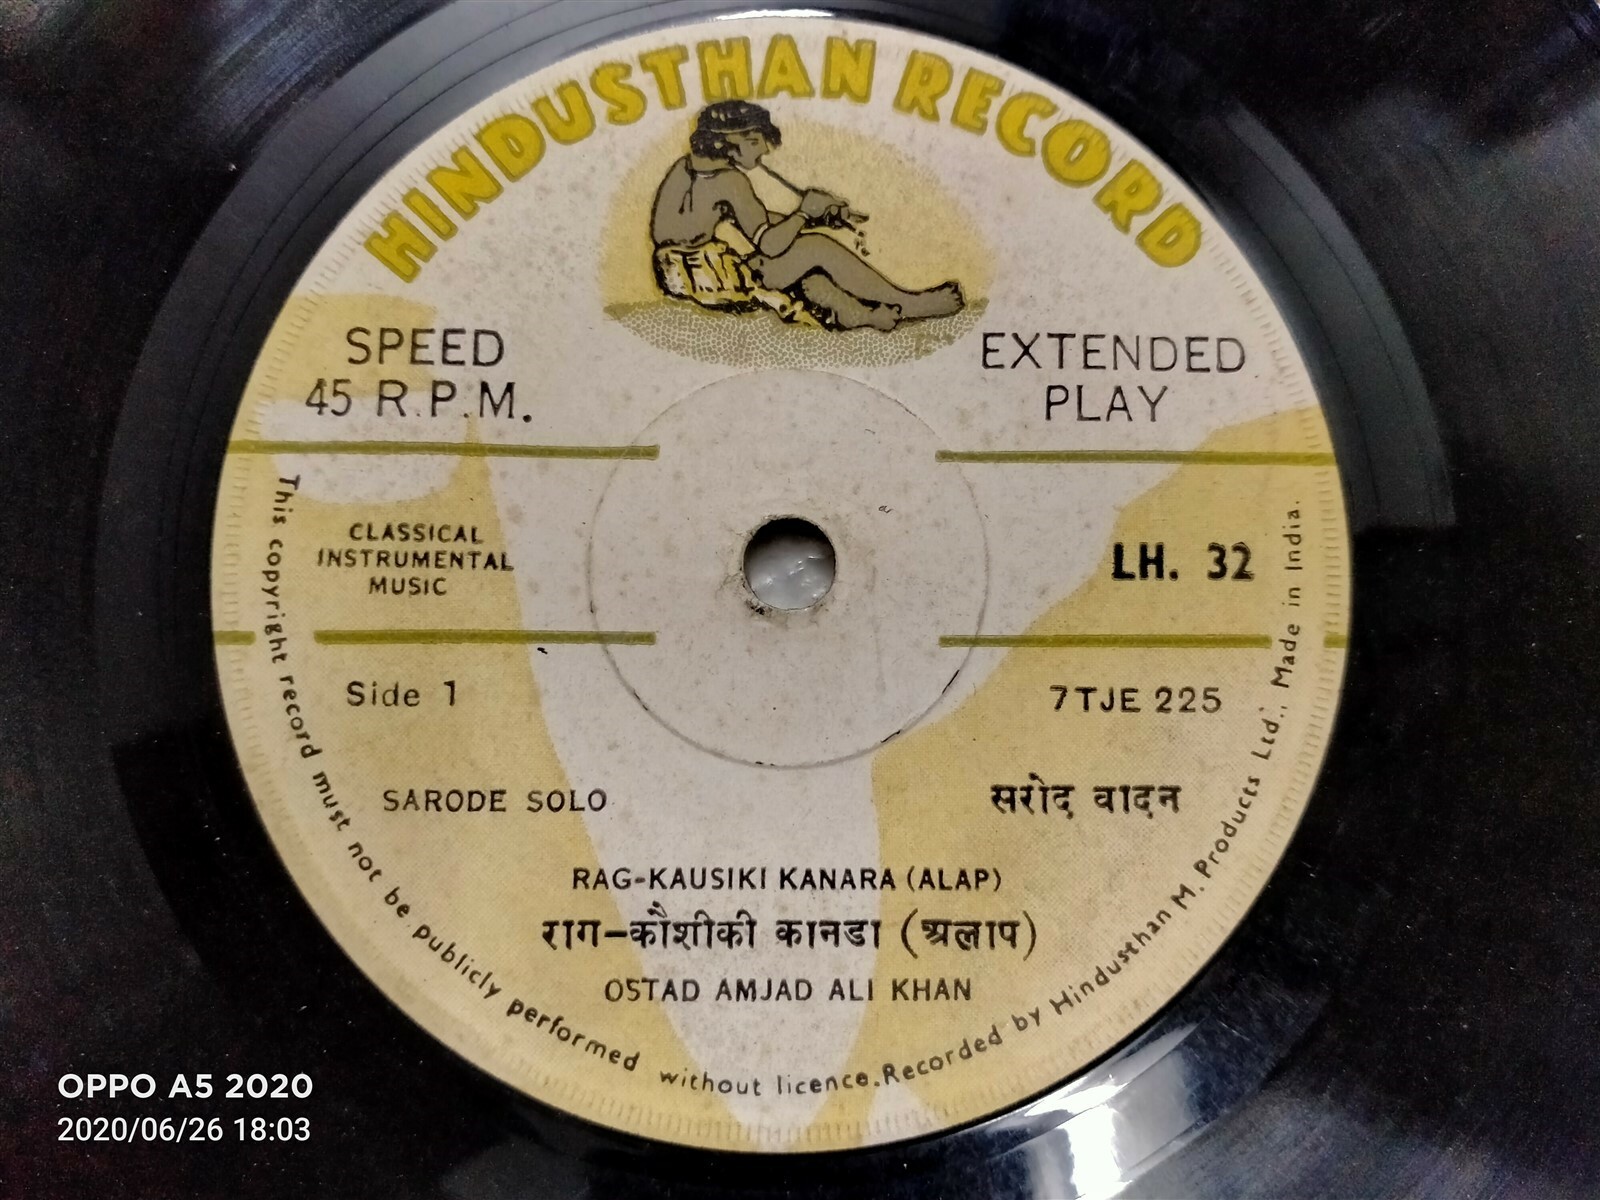 HINDUSTHAN RECORD
SPEED
45 R.P.M.
EXTENDED
PLAY
CLASSICAL
INSTRUMENTAL
MUSIC
LH. 32
Side 1
7TJE 225
SARODE SOLO
सरोद वादन
RAG-KAUSIKI KANARA (ALAP)
राग-कौशीकी कानडा (अलाप)
OSTAD AMJAD ALI KHAN
This copyright record must not be publicly performed without licence. Recorded by Hindusthan M. Products Ltd.; Made in India.
OPPO A5 2020
2020/06/26 18:03